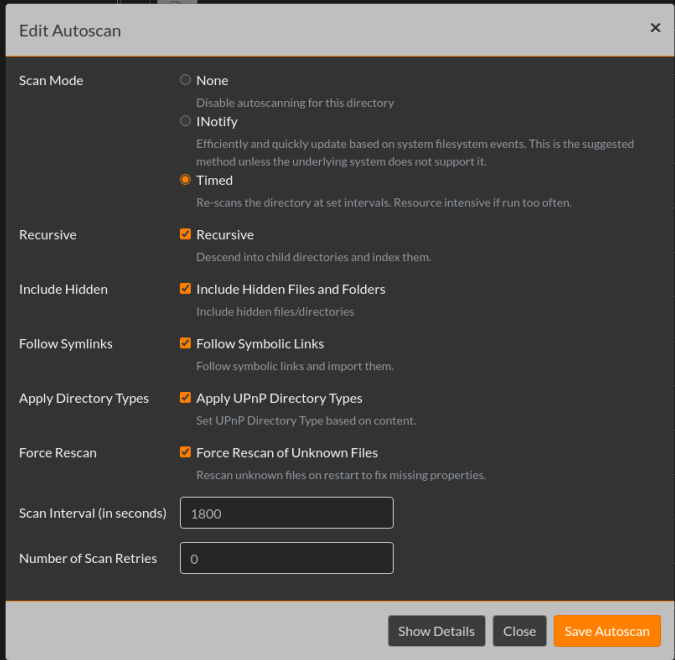 Edit Autoscan ×
Scan Mode
None
Disable autoscanning for this directory
INotify
Efficiently and quickly update based on system filesystem events. This is the suggested
method unless the underlying system does not support it.
Timed
Re-scans the directory at set intervals. Resource intensive if run too often.
Recursive Recursive
Descend into child directories and index them.
Include Hidden Include Hidden Files and Folders
Include hidden files/directories
Follow Symlinks Follow Symbolic Links
Follow symbolic links and import them.
Apply Directory Types Apply UPnP Directory Types
Set UPnP Directory Type based on content.
Force Rescan Force Rescan of Unknown Files
Rescan unknown files on restart to fix missing properties.
Scan Interval (in seconds) 1800
Number of Scan Retries 0
Show Details Close Save Autoscan